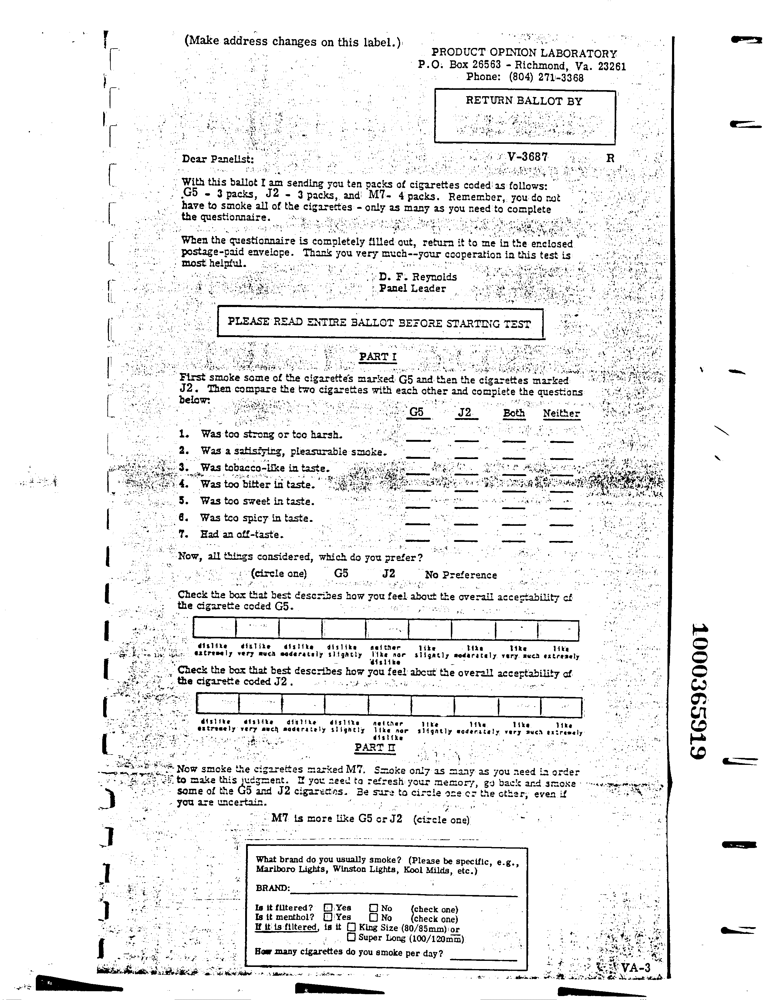 (Make address changes on this label.)
PRODUCT OPINION LABORATORY
P.O. Box 26563 - Richmond, Va. 23261
Phone: (804) 271-3368
RETURN BALLOT BY
V-3687 R
Dear Panelist:
With this ballot I am sending you ten packs of cigarettes coded as follows:
G5 - 3 packs, J2 - 3 packs, and M7- 4 packs. Remember, you do not
have to smoke all of the cigarettes - only as many as you need to complete
the questionnaire.
When the questionnaire is completely filled out, return it to me in the enclosed
postage-paid envelope. Thank you very much--your cooperation in this test is
most helpful.
D. F. Reynolds
Panel Leader
PLEASE READ ENTIRE BALLOT BEFORE STARTING TEST
PART I
First smoke some of the cigarettes marked G5 and then the cigarettes marked
J2. Then compare the two cigarettes with each other and complete the questions
below:
G5 J2 Both Neither
1. Was too strong or too harsh.
2. Was a satisfying, pleasurable smoke.
3. Was tobacco-like in taste.
4. Was too bitter in taste.
5. Was too sweet in taste.
6. Was too spicy in taste.
7. Had an off-taste.
Now, all things considered, which do you prefer?
(circle one) G5 J2 No Preference
Check the box that best describes how you feel about the overall acceptability of
the cigarette coded G5.
dislike dislike dislike dislike neither like like like like
extremely very much moderately slightly like nor slightly moderately very much extremely
dislike
Check the box that best describes how you feel about the overall acceptability of
the cigarette coded J2.
dislike dislike dislike dislike neither like like like like
extremely very much moderately slightly like nor slightly moderately very much extremely
dislike
PART II
Now smoke the cigarettes marked M7. Smoke only as many as you need in order
to make this judgment. If you need to refresh your memory, go back and smoke
some of the G5 and J2 cigarettes. Be sure to circle one or the other, even if
you are uncertain.
M7 is more like G5 or J2 (circle one)
What brand do you usually smoke? (Please be specific, e.g.,
Marlboro Lights, Winston Lights, Kool Milds, etc.)
BRAND:
Is it filtered? Yes No (check one)
Is it menthol? Yes No (check one)
If it is filtered, is it King Size (80/85mm) or
Super Long (100/120mm)
How many cigarettes do you smoke per day?
VA-3
1000365919